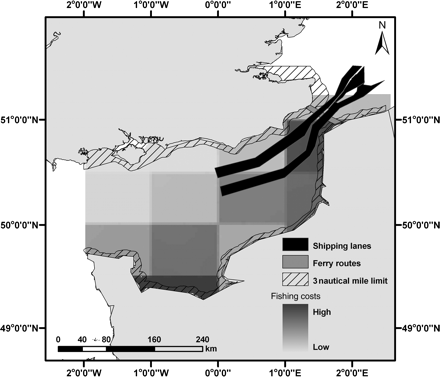 2°0'0"W 1°0'0"W 0°0'0" 1°0'0"E 2°0'0"E
N
51°0'0"N 51°0'0"N
50°0'0"N 50°0'0"N
Shipping lanes
Ferry routes
3 nautical mile limit
Fishing costs
High
Low
49°0'0"N 49°0'0"N
0 40 80 160 240
km
2°0'0"W 1°0'0"W 0°0'0" 1°0'0"E 2°0'0"E